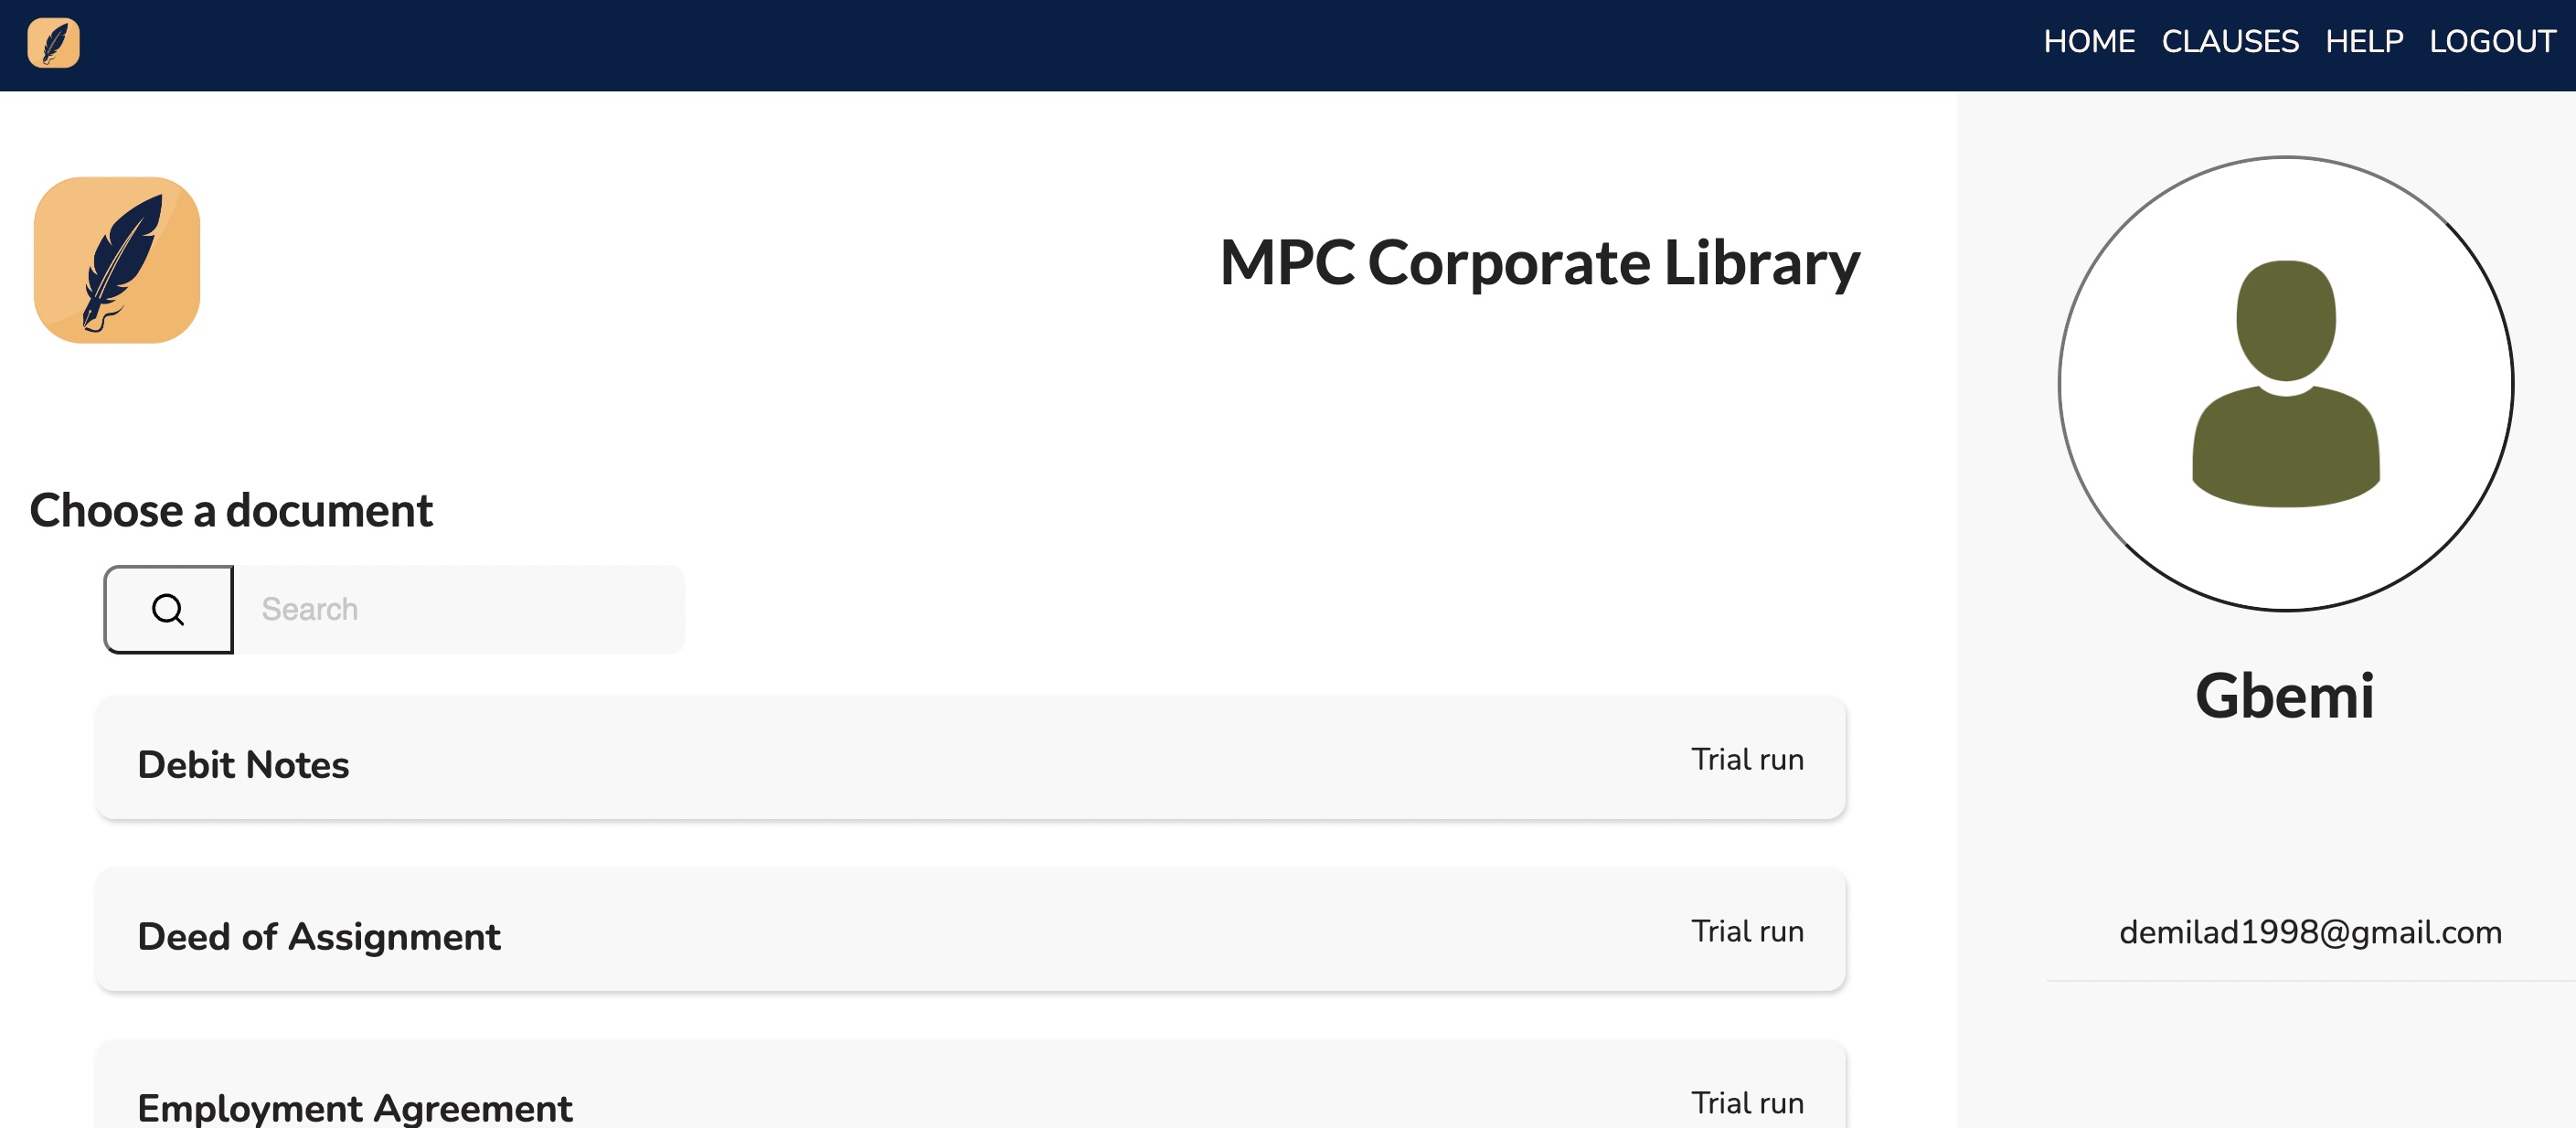 HOME CLAUSES HELP LOGOUT
MPC Corporate Library
Choose a document
Search
Debit Notes Trial run
Deed of Assignment Trial run
Employment Agreement Trial run
Gbemi
demilad1998@gmail.com